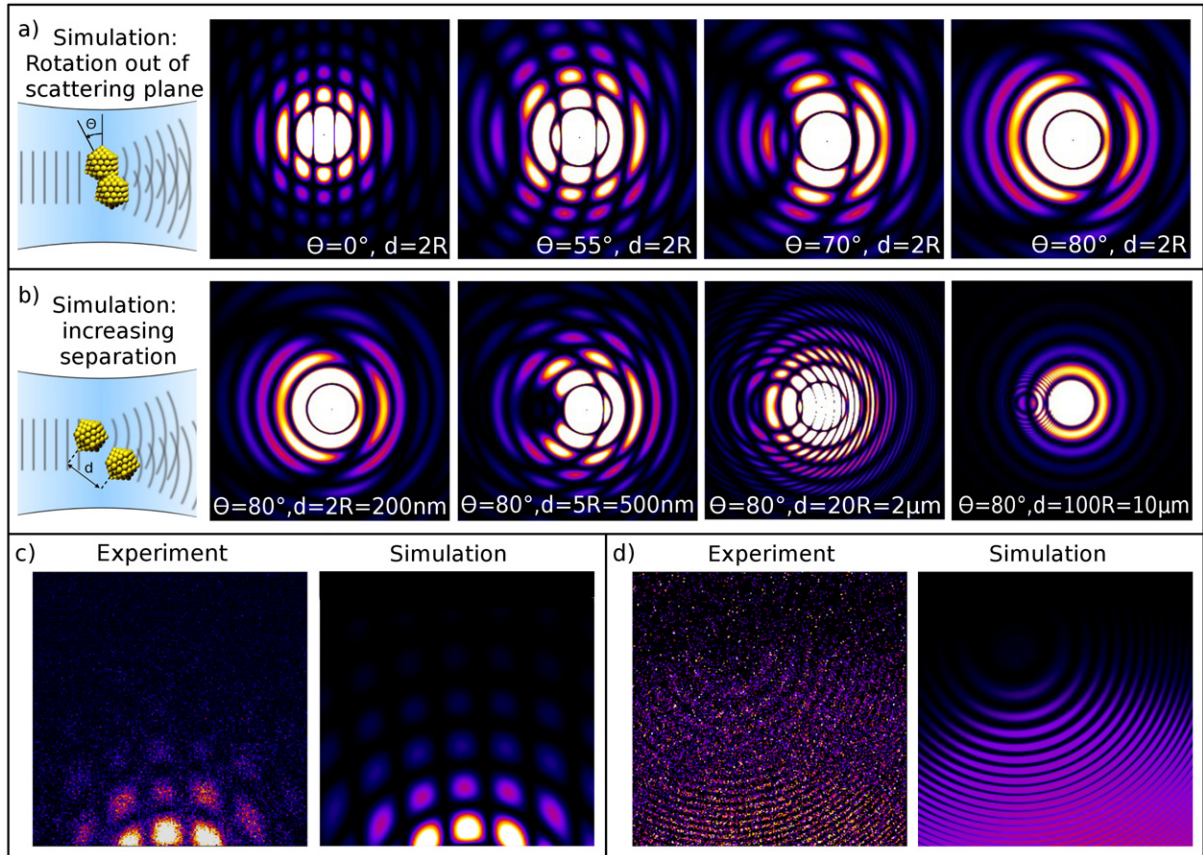 a)
Simulation:
Rotation out of
scattering plane
Θ
Θ=0°, d=2R
Θ=55°, d=2R
Θ=70°, d=2R
Θ=80°, d=2R
b)
Simulation:
increasing
separation
d
Θ=80°,d=2R=200nm
Θ=80°,d=5R=500nm
Θ=80°,d=20R=2μm
Θ=80°,d=100R=10μm
c)
Experiment
Simulation
d)
Experiment
Simulation